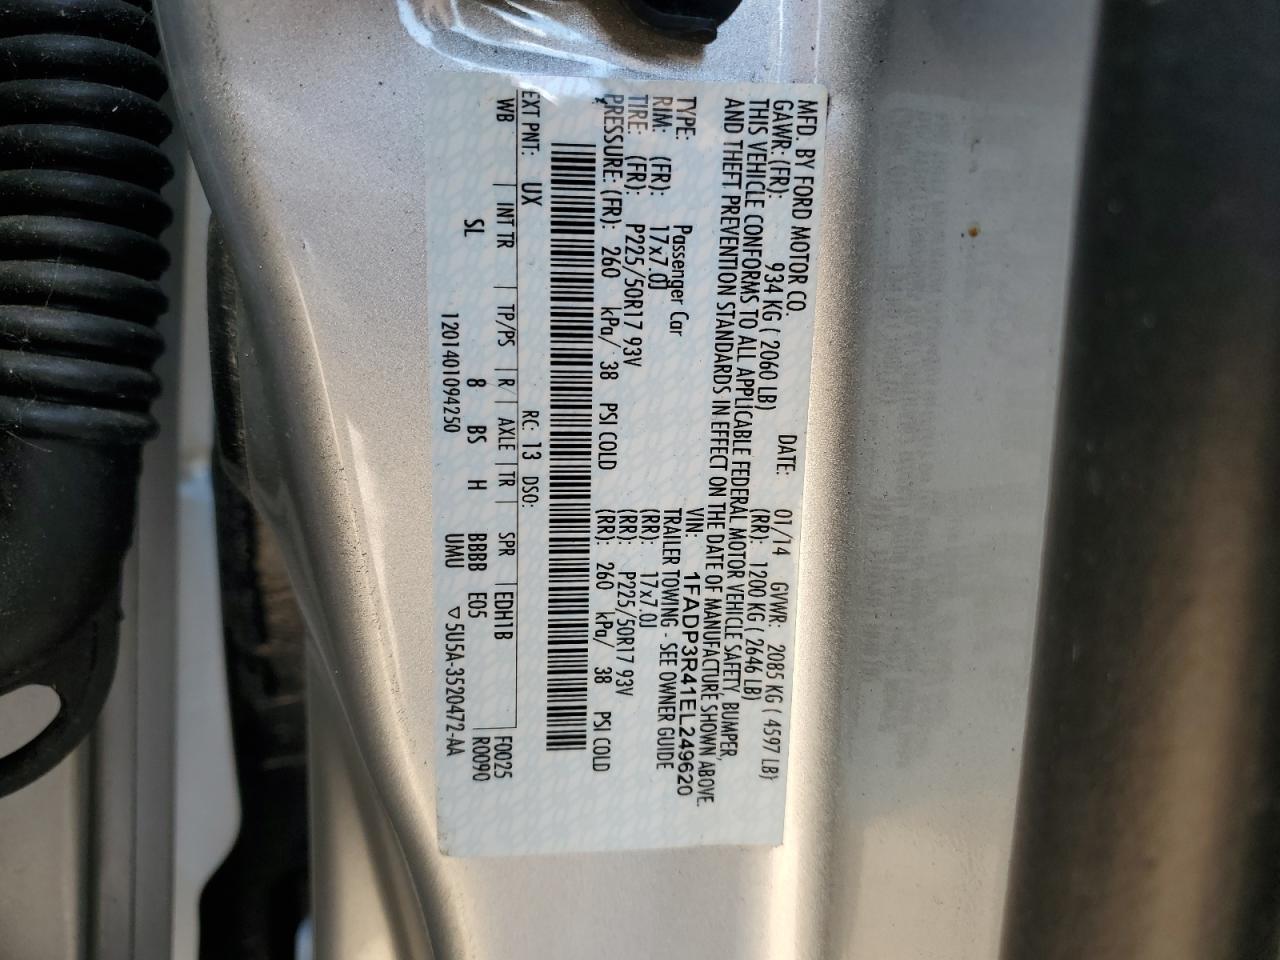 MFD. BY FORD MOTOR CO.
DATE: 01/14 GVWR: 2085 KG ( 4597 LB)
GAWR: (FR): 934 KG ( 2060 LB) (RR): 1200 KG ( 2646 LB)
THIS VEHICLE CONFORMS TO ALL APPLICABLE FEDERAL MOTOR VEHICLE SAFETY, BUMPER,
AND THEFT PREVENTION STANDARDS IN EFFECT ON THE DATE OF MANUFACTURE SHOWN ABOVE.
VIN: 1FADP3R41EL249620
TYPE: Passenger Car TRAILER TOWING - SEE OWNER GUIDE
RIM: (FR): 17x7.0J (RR): 17x7.0J
TIRE: (FR): P225/50R17 93V (RR): P225/50R17 93V
PRESSURE: (FR): 260 kPa/ 38 PSI COLD (RR): 260 kPa/ 38 PSI COLD
EXT PNT: UX RC: 13 DSO: F0025
WB | INT TR | TP/PS | R | AXLE | TR | SPR | EDH1B R0090
SL 8 BS H BBBB E05
1201401094250 UMU ▽ 5U5A-3520472-AA